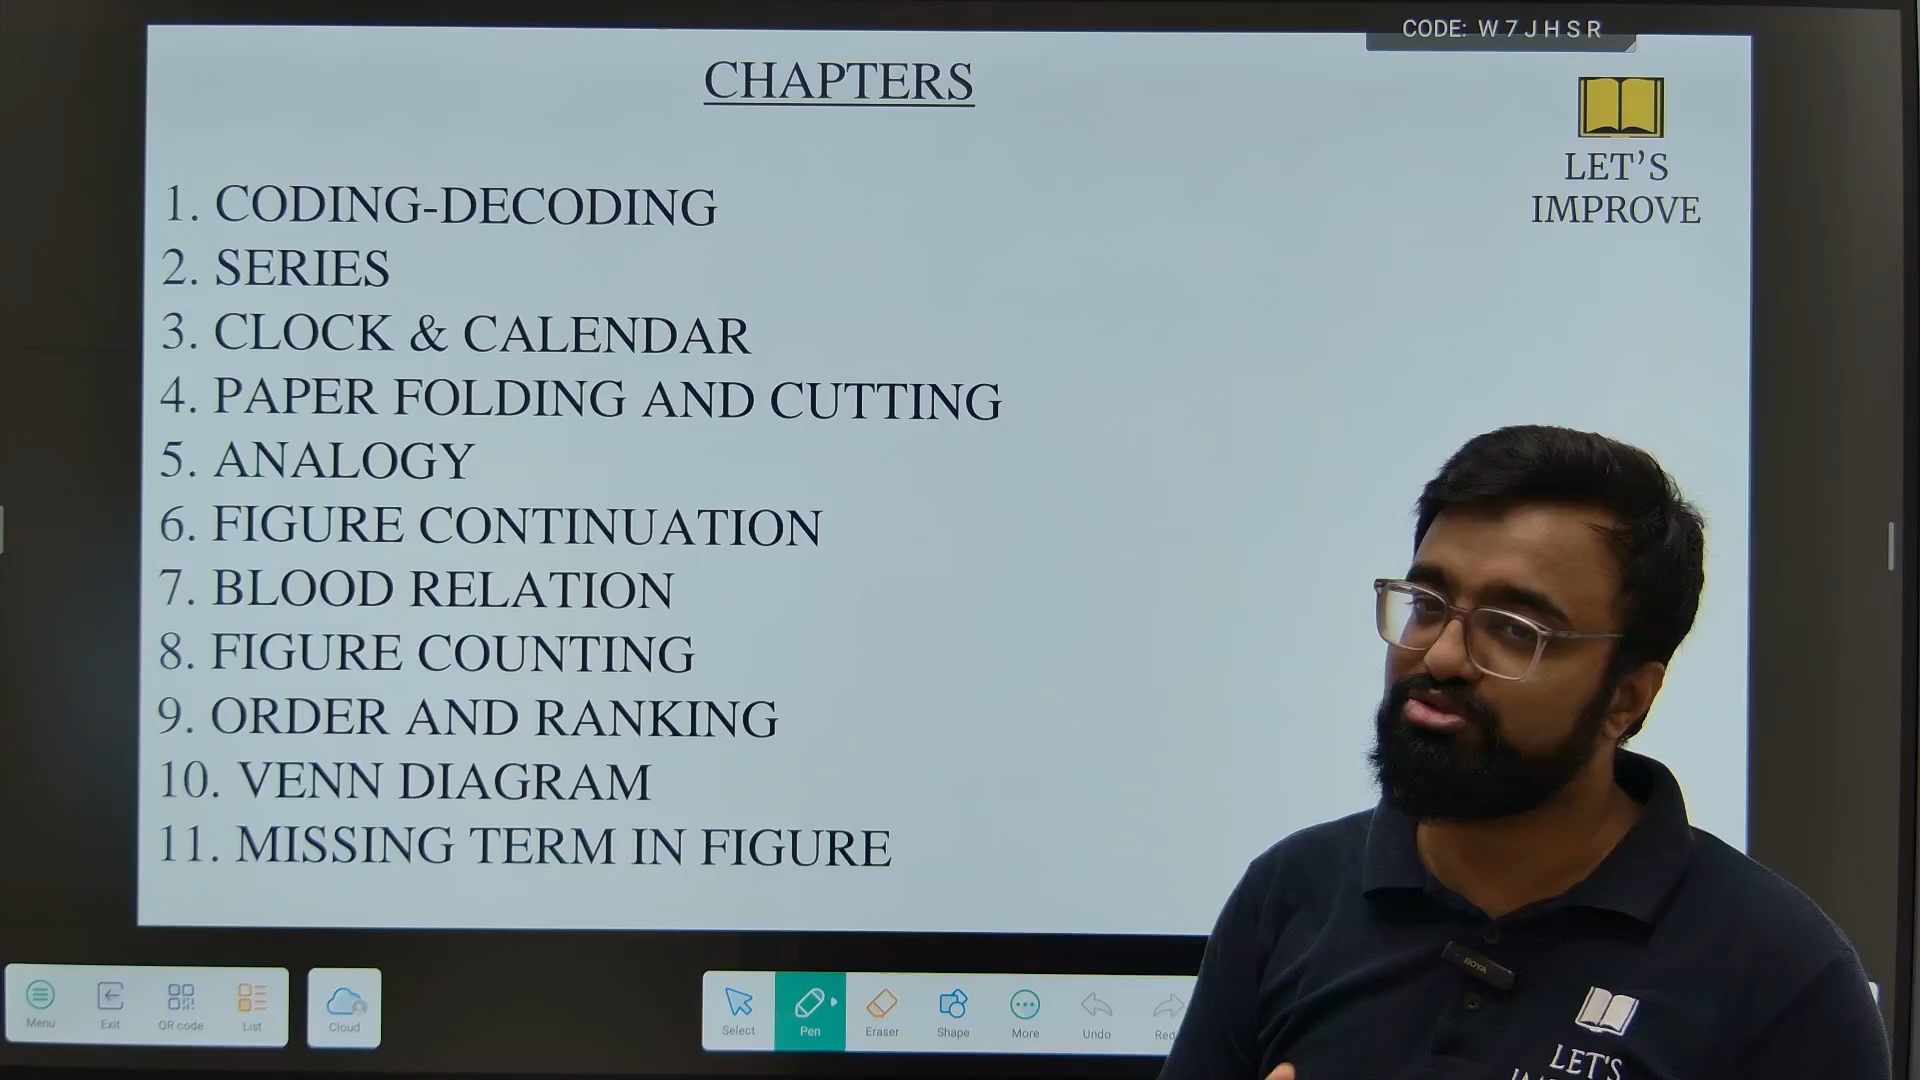 CODE: W7JHSR
CHAPTERS
LET'S
IMPROVE
1. CODING-DECODING
2. SERIES
3. CLOCK & CALENDAR
4. PAPER FOLDING AND CUTTING
5. ANALOGY
6. FIGURE CONTINUATION
7. BLOOD RELATION
8. FIGURE COUNTING
9. ORDER AND RANKING
10. VENN DIAGRAM
11. MISSING TERM IN FIGURE
BOYA
LET'S
Menu Exit QR code List Cloud Select Pen Eraser Shape More Undo